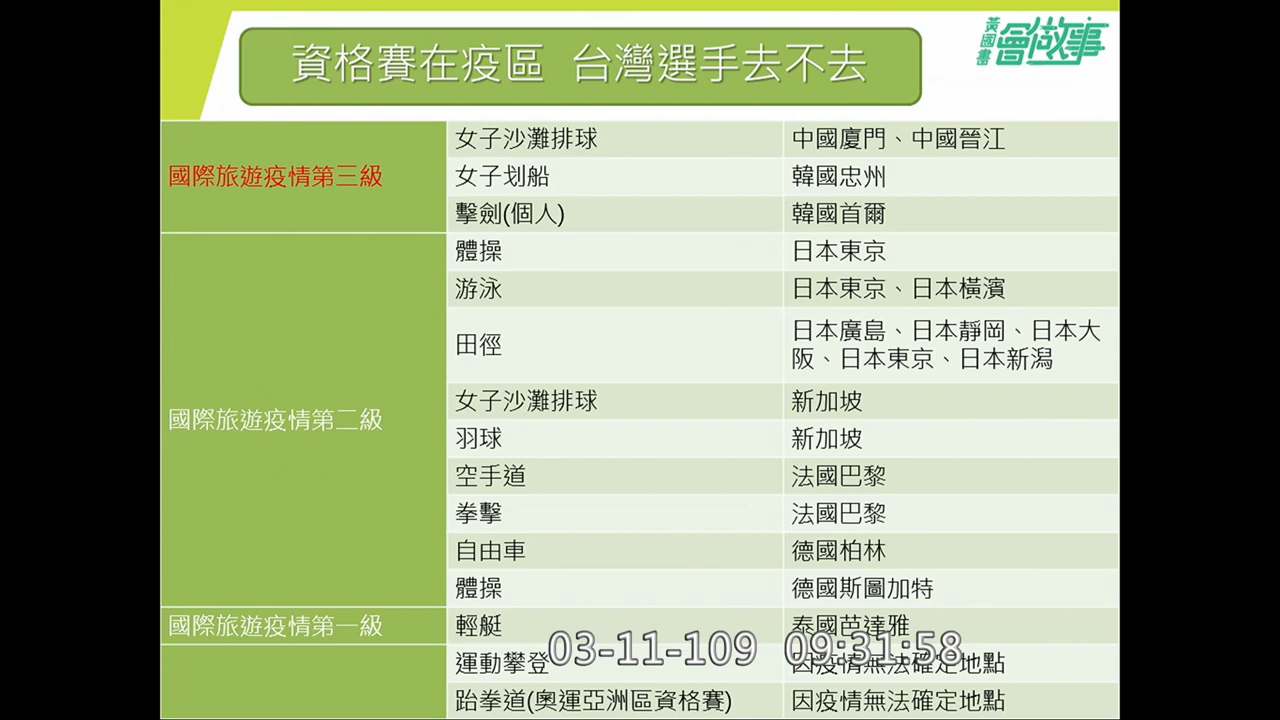 資格賽在疫區 台灣選手去不去
黃國書
會做事
國際旅遊疫情第三級
女子沙灘排球
中國廈門、中國晉江
女子划船
韓國忠州
擊劍(個人)
韓國首爾
國際旅遊疫情第二級
體操
日本東京
游泳
日本東京、日本橫濱
田徑
日本廣島、日本靜岡、日本大
阪、日本東京、日本新潟
女子沙灘排球
新加坡
羽球
新加坡
空手道
法國巴黎
拳擊
法國巴黎
自由車
德國柏林
體操
德國斯圖加特
國際旅遊疫情第一級
輕艇
泰國芭達雅
03-11-109 09:31:58
運動攀登
因疫情無法確定地點
跆拳道(奧運亞洲區資格賽)
因疫情無法確定地點